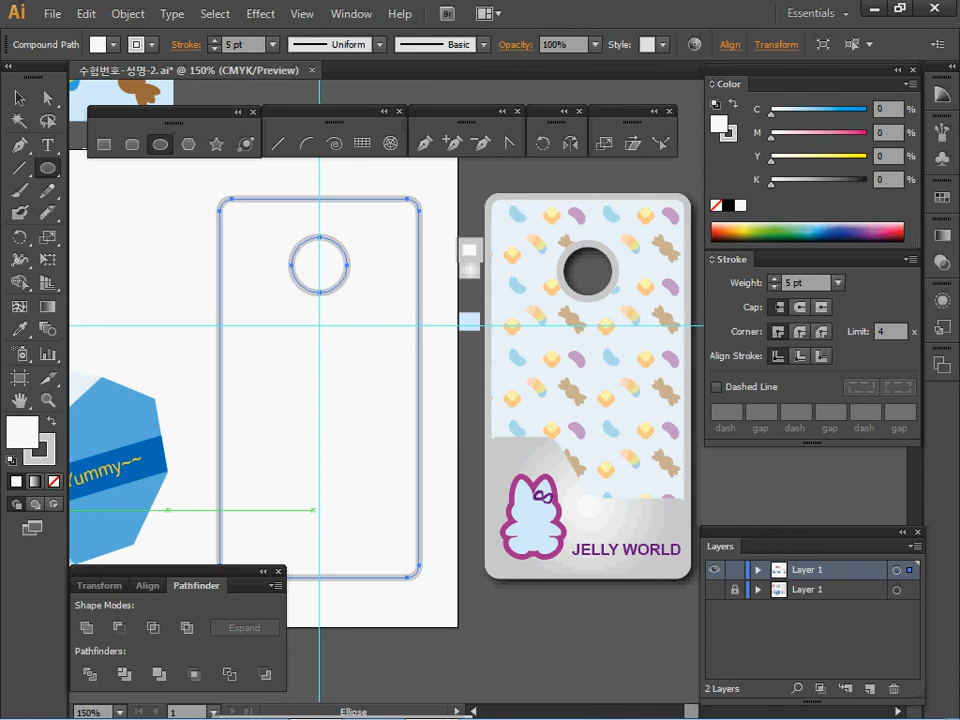 Ai File Edit Object Type Select Effect View Window Help Br Essentials
Compound Path Stroke: 5 pt Uniform Basic Opacity: 100% Style: Align Transform
수험번호-성명-2.ai* @ 150% (CMYK/Preview)
Color
C 0 %
M 0 %
Y 0 %
K 0 %
Stroke
Weight: 5 pt
Cap:
Corner: Limit: 4 x
Align Stroke:
Dashed Line
dash gap dash gap dash gap
Yummy~~
JELLY WORLD
Layers
Layer 1
Layer 1
2 Layers
Transform Align Pathfinder
Shape Modes:
Expand
Pathfinders:
150% 1 Ellipse